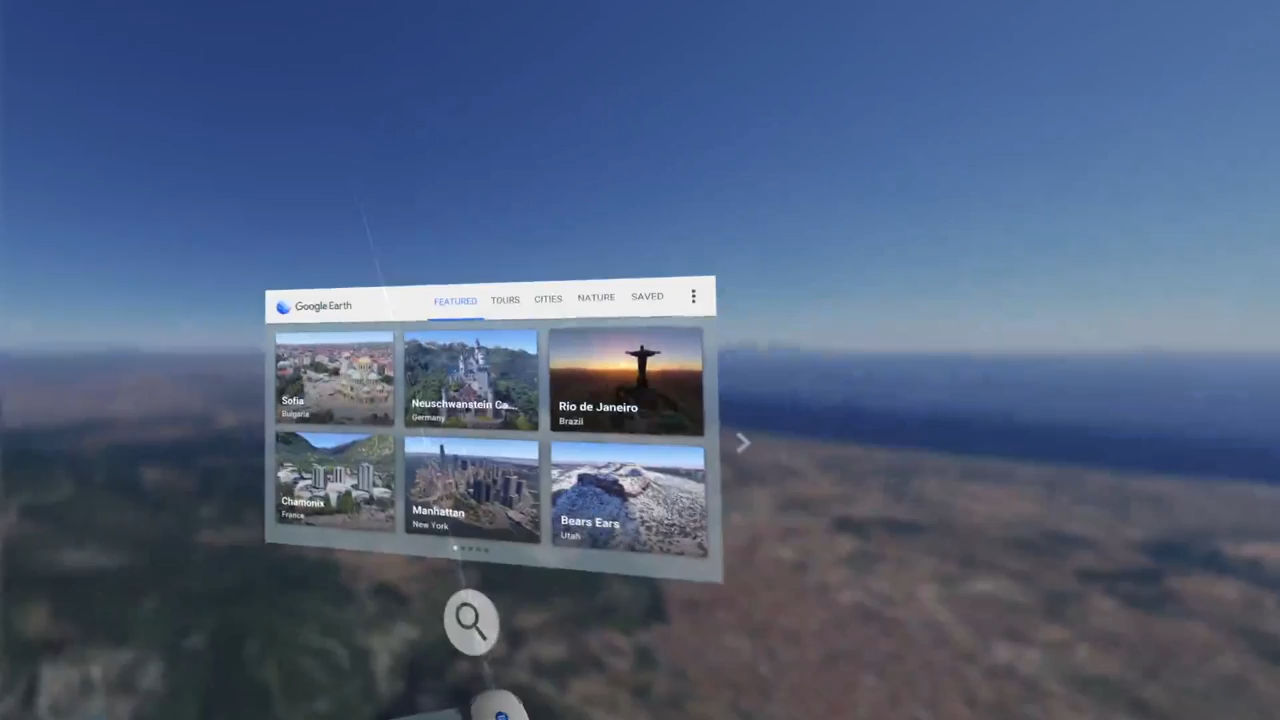 Google Earth
FEATURED TOURS CITIES NATURE SAVED
Sofia
Bulgaria
Neuschwanstein Ca...
Germany
Rio de Janeiro
Brazil
Chamonix
France
Manhattan
New York
Bears Ears
Utah